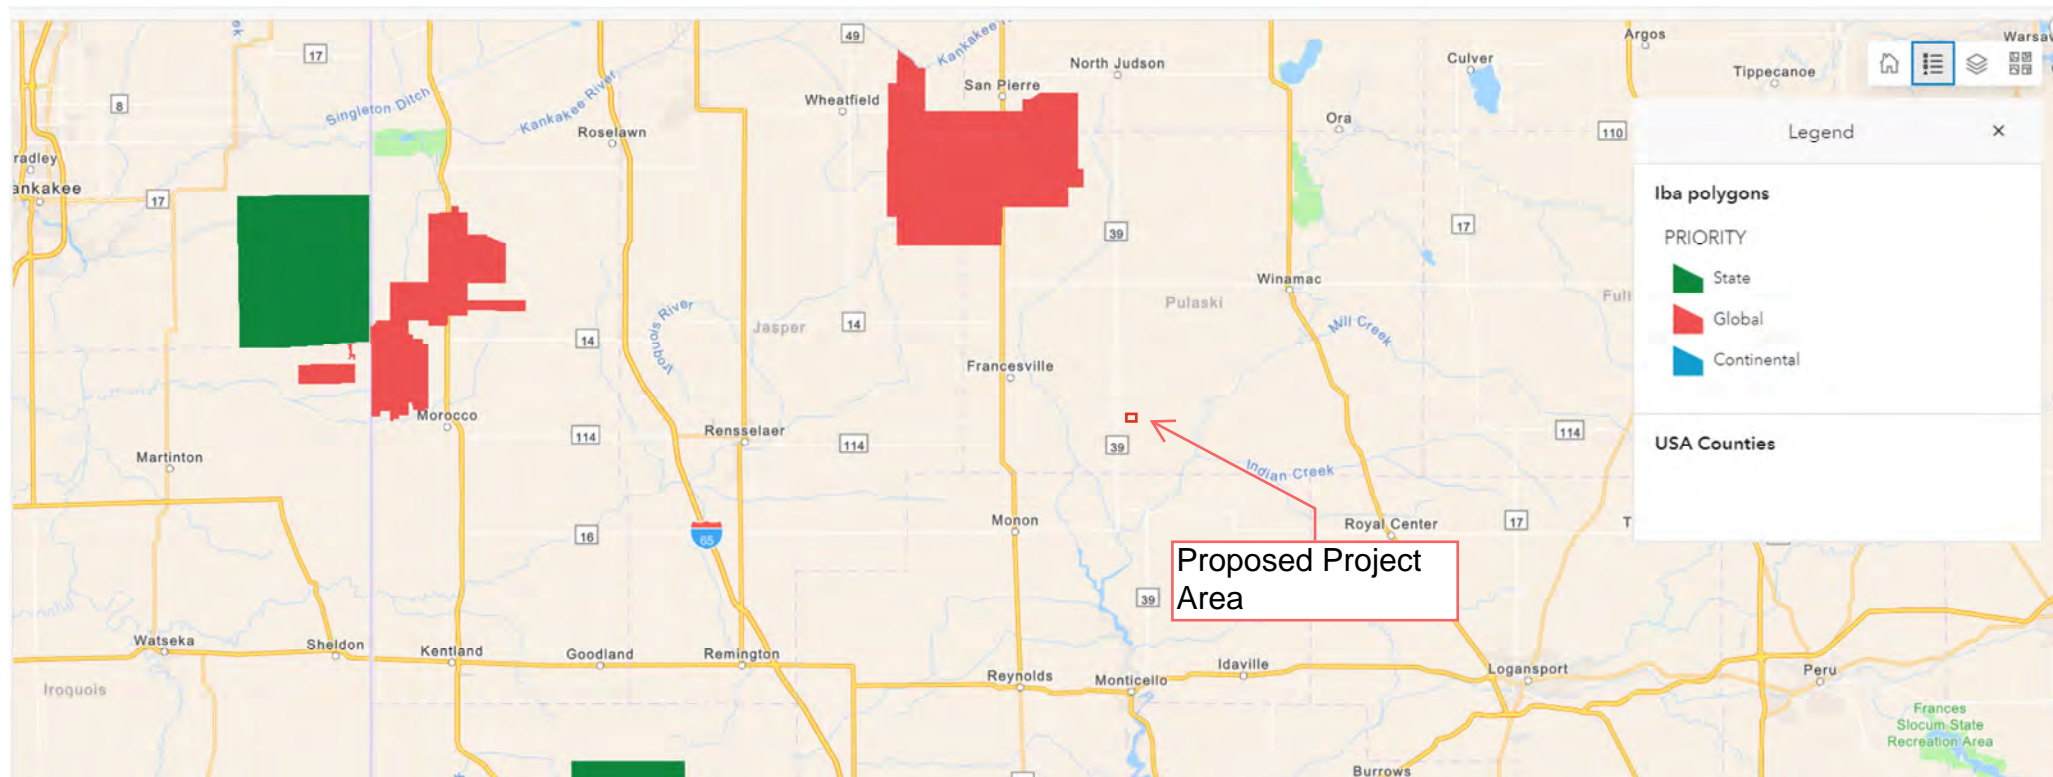 49
Argos
Warsaw
17
Kankakee
North Judson
Culver
Tippecanoe
San Pierre
Wheatfield
8
Singleton Ditch
Kankakee River
Roselawn
Ora
110
Legend
×
radley
ankakee
17
Iba polygons
PRIORITY
State
Global
Continental
39
17
Winamac
Pulaski
Fult
Iroquois River
Jasper
14
14
Mill Creek
Francesville
Morocco
114
Rensselaer
114
39
114
USA Counties
Martinton
Indian Creek
16
65
Monon
Royal Center
17
T
Proposed Project
Area
39
Watseka
Sheldon
Kentland
Goodland
Remington
Reynolds
Monticello
Idaville
Logansport
Peru
Iroquois
Frances
Slocum State
Recreation Area
Burrows